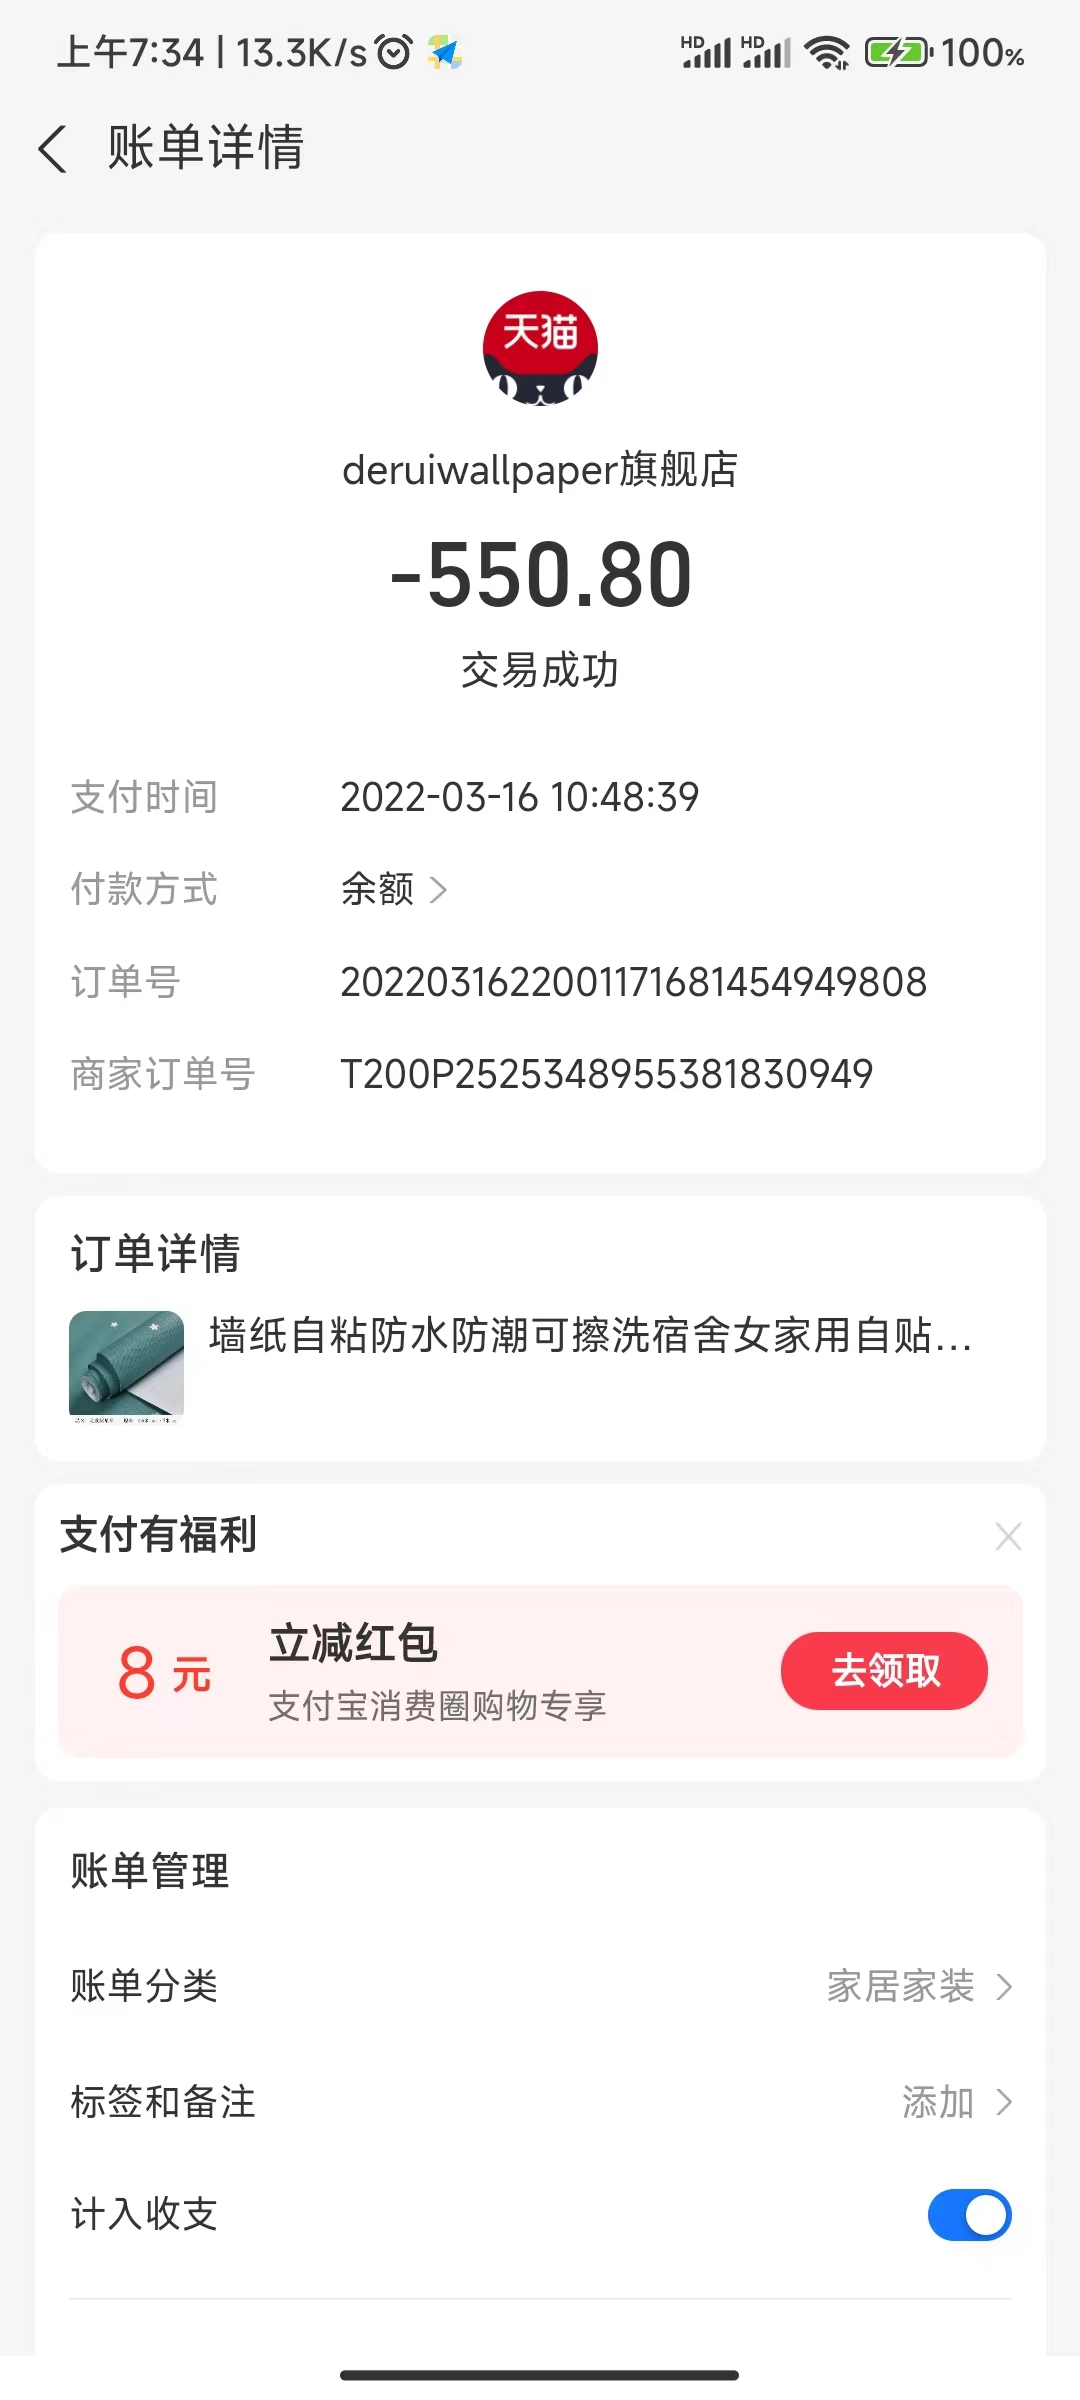 上午7:34 | 13.3K/s
HD HD 100%
账单详情
天猫
deruiwallpaper旗舰店
-550.80
交易成功
支付时间 2022-03-16 10:48:39
付款方式 余额
订单号 2022031622001171681454949808
商家订单号 T200P2525348955381830949
订单详情
墙纸自粘防水防潮可擦洗宿舍女家用自贴...
支付有福利
8 元 立减红包 去领取
支付宝消费圈购物专享
账单管理
账单分类 家居家装
标签和备注 添加
计入收支